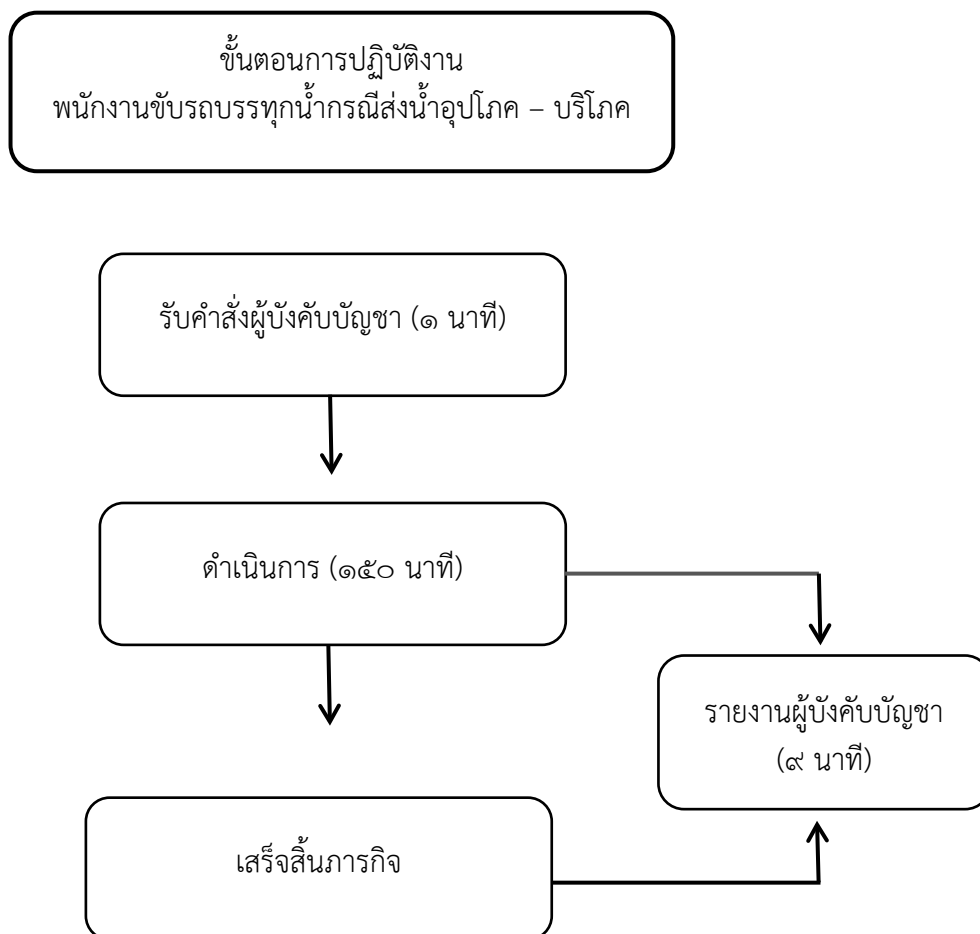 ขั้นตอนการปฏิบัติงาน
พนักงานขับรถบรรทุกน้ำกรณีส่งน้ำอุปโภค – บริโภค
รับคำสั่งผู้บังคับบัญชา (๑ นาที)
ดำเนินการ (๑๕๐ นาที)
รายงานผู้บังคับบัญชา
(๙ นาที)
เสร็จสิ้นภารกิจ